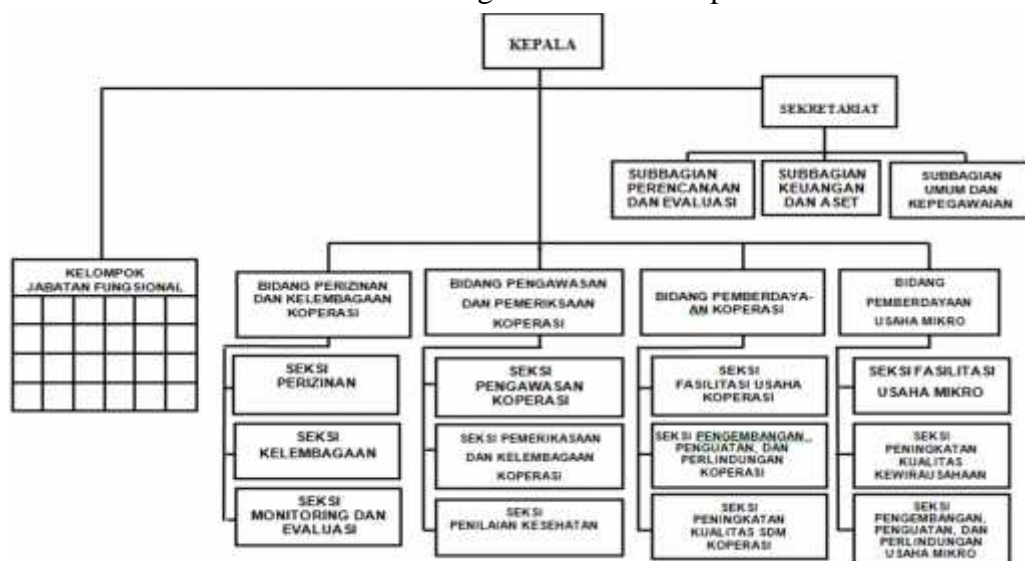 KEPALA
SEKRETARIAT
SUBBAGIAN
PERENCANAAN
DAN EVALUASI
SUBBAGIAN
KEUANGAN
DAN ASET
SUBBAGIAN
UMUM DAN
KEPEGAWAIAN
KELOMPOK
JABATAN FUNGSIONAL
BIDANG PERIZINAN
DAN KELEMBAGAAN
KOPERASI
BIDANG PENGAWASAN
DAN PEMERIKSAAN
KOPERASI
BIDANG PEMBERDAYA-
AN KOPERASI
BIDANG
PEMBERDAYAAN
USAHA MIKRO
SEKSI
PERIZINAN
SEKSI
KELEMBAGAAN
SEKSI
MONITORING DAN
EVALUASI
SEKSI
PENGAWASAN
KOPERASI
SEKSI PEMERIKASAAN
DAN KELEMBAGAAN
KOPERASI
SEKSI
PENILAIAN KESEHATAN
SEKSI
FASILITASI USAHA
KOPERASI
SEKSI PENGEMBANGAN,
PENGUATAN, DAN
PERLINDUNGAN
KOPERASI
SEKSI
PENINGKATAN
KUALITAS SDM
KOPERASI
SEKSI FASILITASI
USAHA MIKRO
SEKSI
PENINGKATAN
KUALITAS
KEWIRAUSAHAAN
SEKSI
PENGEMBANGAN,
PENGUATAN, DAN
PERLINDUNGAN
USAHA MIKRO